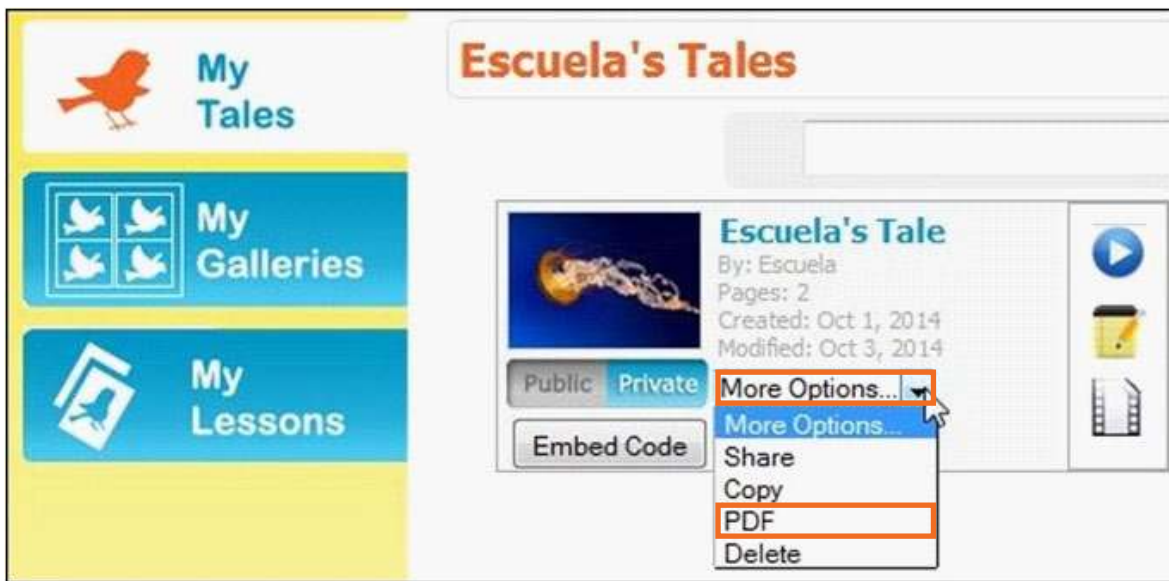 My
Tales
Escuela's Tales
My
Galleries
Escuela's Tale
By: Escuela
Pages: 2
Created: Oct 1, 2014
Modified: Oct 3, 2014
Public Private
More Options...
Embed Code
More Options...
Share
Copy
PDF
Delete
My
Lessons